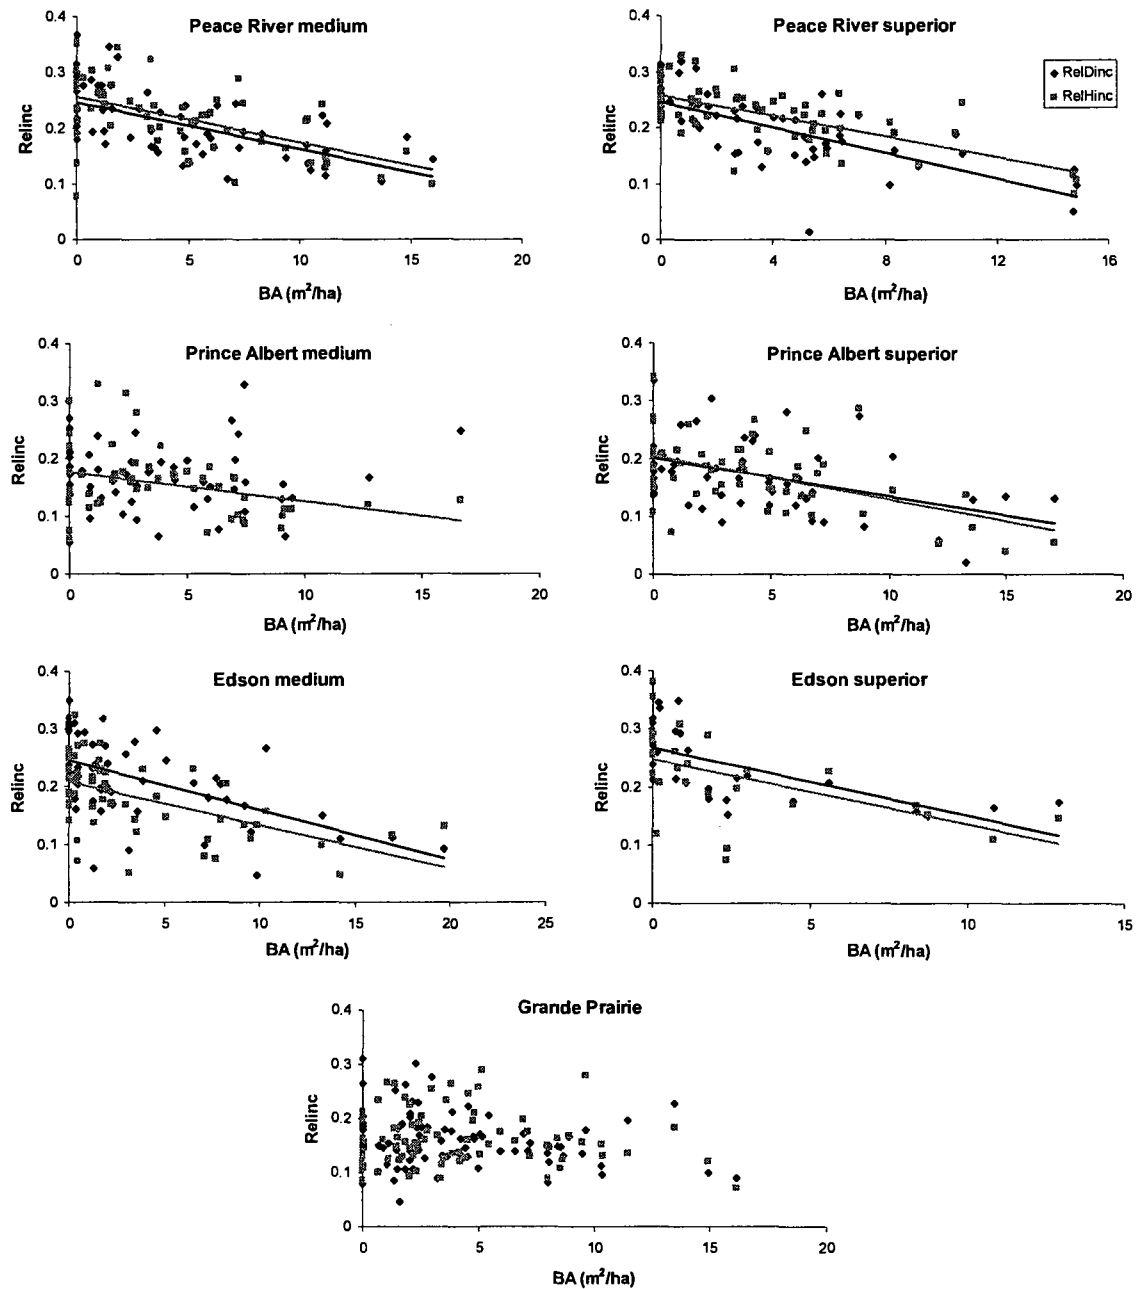 Peace River medium
0.4
0.3
0.2
0.1
0
Relinc
0 5 10 15 20
BA (m²/ha)
Peace River superior
0.4
0.3
0.2
0.1
0
Relinc
0 4 8 12 16
BA (m²/ha)
RelDinc
RelHinc
Prince Albert medium
0.4
0.3
0.2
0.1
0
Relinc
0 5 10 15 20
BA (m²/ha)
Prince Albert superior
0.4
0.3
0.2
0.1
0
Relinc
0 5 10 15 20
BA (m²/ha)
Edson medium
0.4
0.3
0.2
0.1
0
Relinc
0 5 10 15 20 25
BA (m²/ha)
Edson superior
0.4
0.3
0.2
0.1
0
Relinc
0 5 10 15
BA (m²/ha)
Grande Prairie
0.4
0.3
0.2
0.1
0
Relinc
0 5 10 15 20
BA (m²/ha)